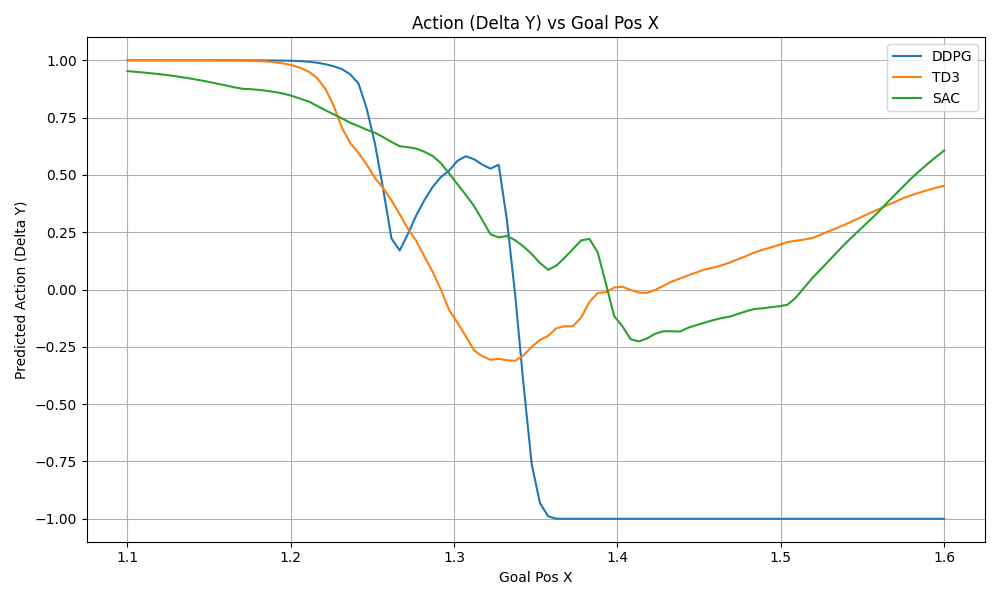 Action (Delta Y) vs Goal Pos X
DDPG
TD3
SAC
Predicted Action (Delta Y)
1.00
0.75
0.50
0.25
0.00
−0.25
−0.50
−0.75
−1.00
1.1 1.2 1.3 1.4 1.5 1.6
Goal Pos X